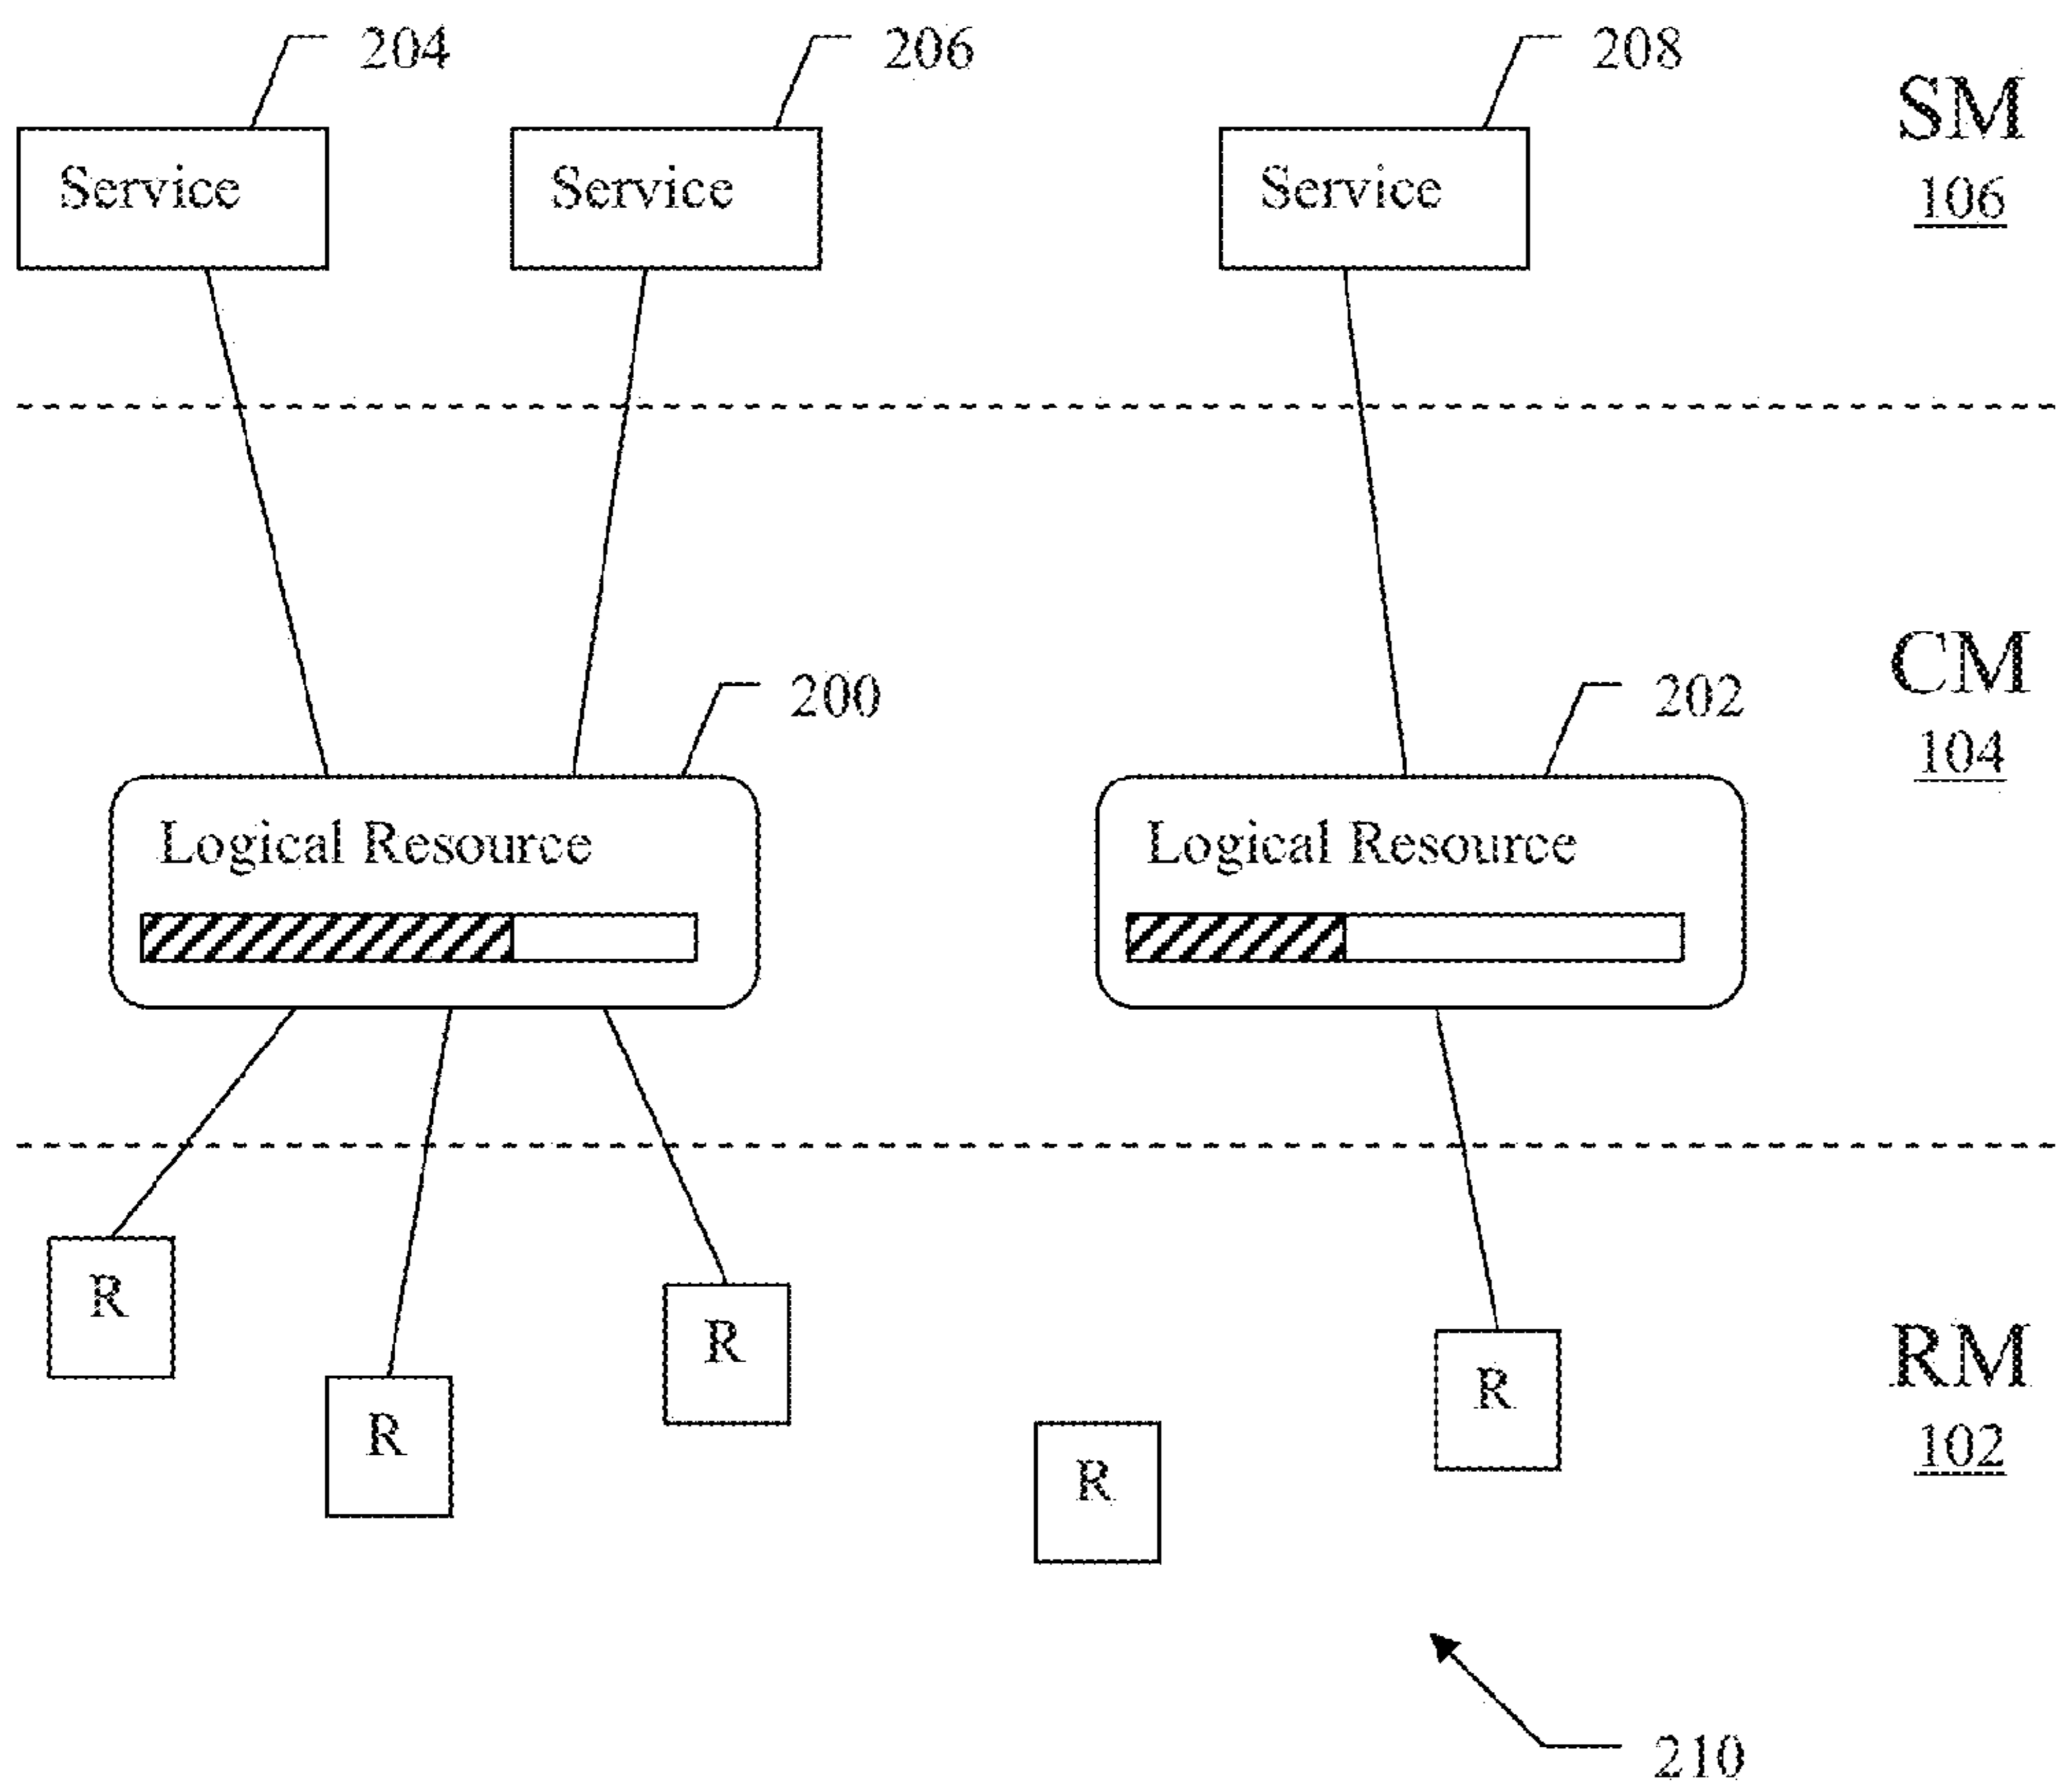 204
206
208
SM
106
Service
Service
Service
200
202
CM
104
Logical Resource
Logical Resource
R
R
R
R
R
RM
102
210